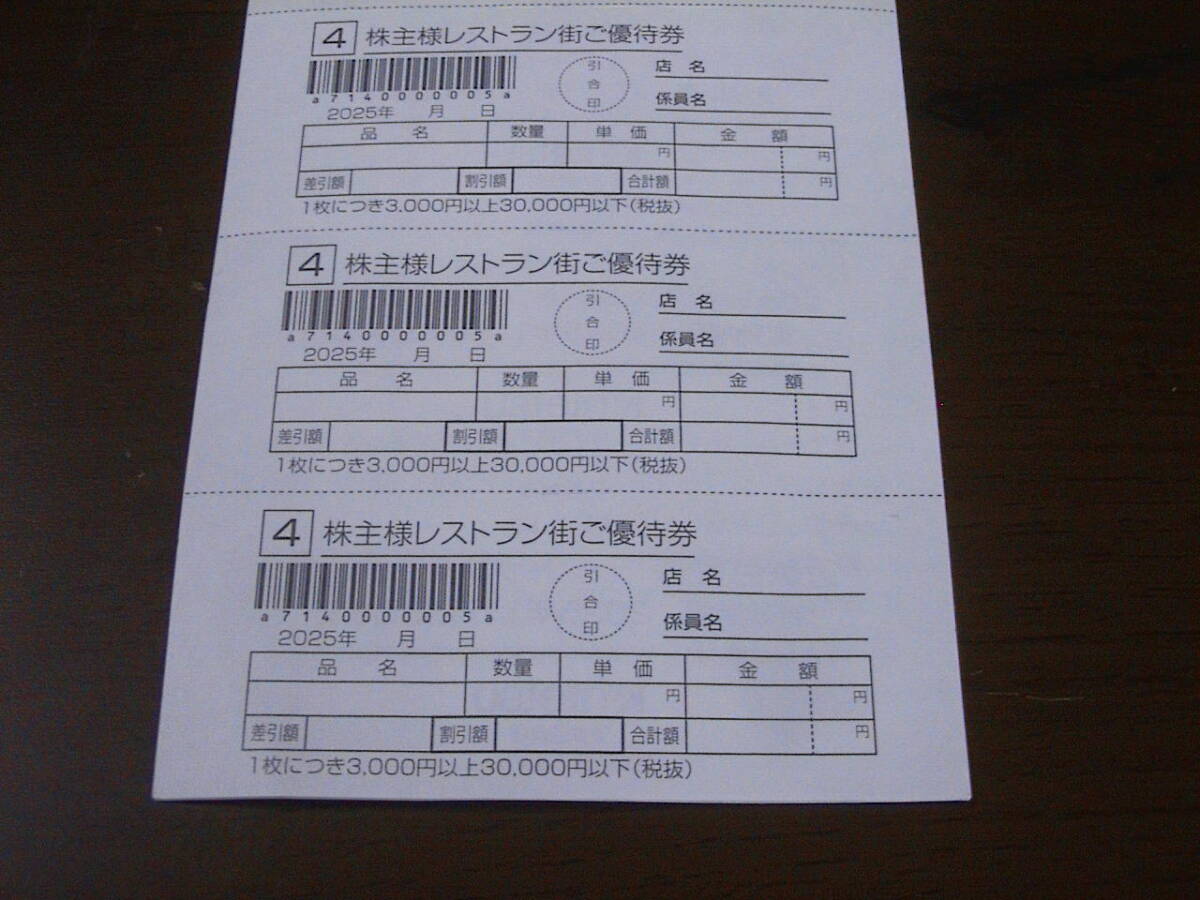 4 株主様レストラン街ご優待券
a7140000005a
引合印
店 名
係員名
2025年 月 日
品 名 数量 単 価 金 額
円 円
差引額 割引額 合計額 円
1枚につき3,000円以上30,000円以下(税抜)
4 株主様レストラン街ご優待券
a7140000005a
引合印
店 名
係員名
2025年 月 日
品 名 数量 単 価 金 額
円 円
差引額 割引額 合計額 円
1枚につき3,000円以上30,000円以下(税抜)
4 株主様レストラン街ご優待券
a7140000005a
引合印
店 名
係員名
2025年 月 日
品 名 数量 単 価 金 額
円 円
差引額 割引額 合計額 円
1枚につき3,000円以上30,000円以下(税抜)